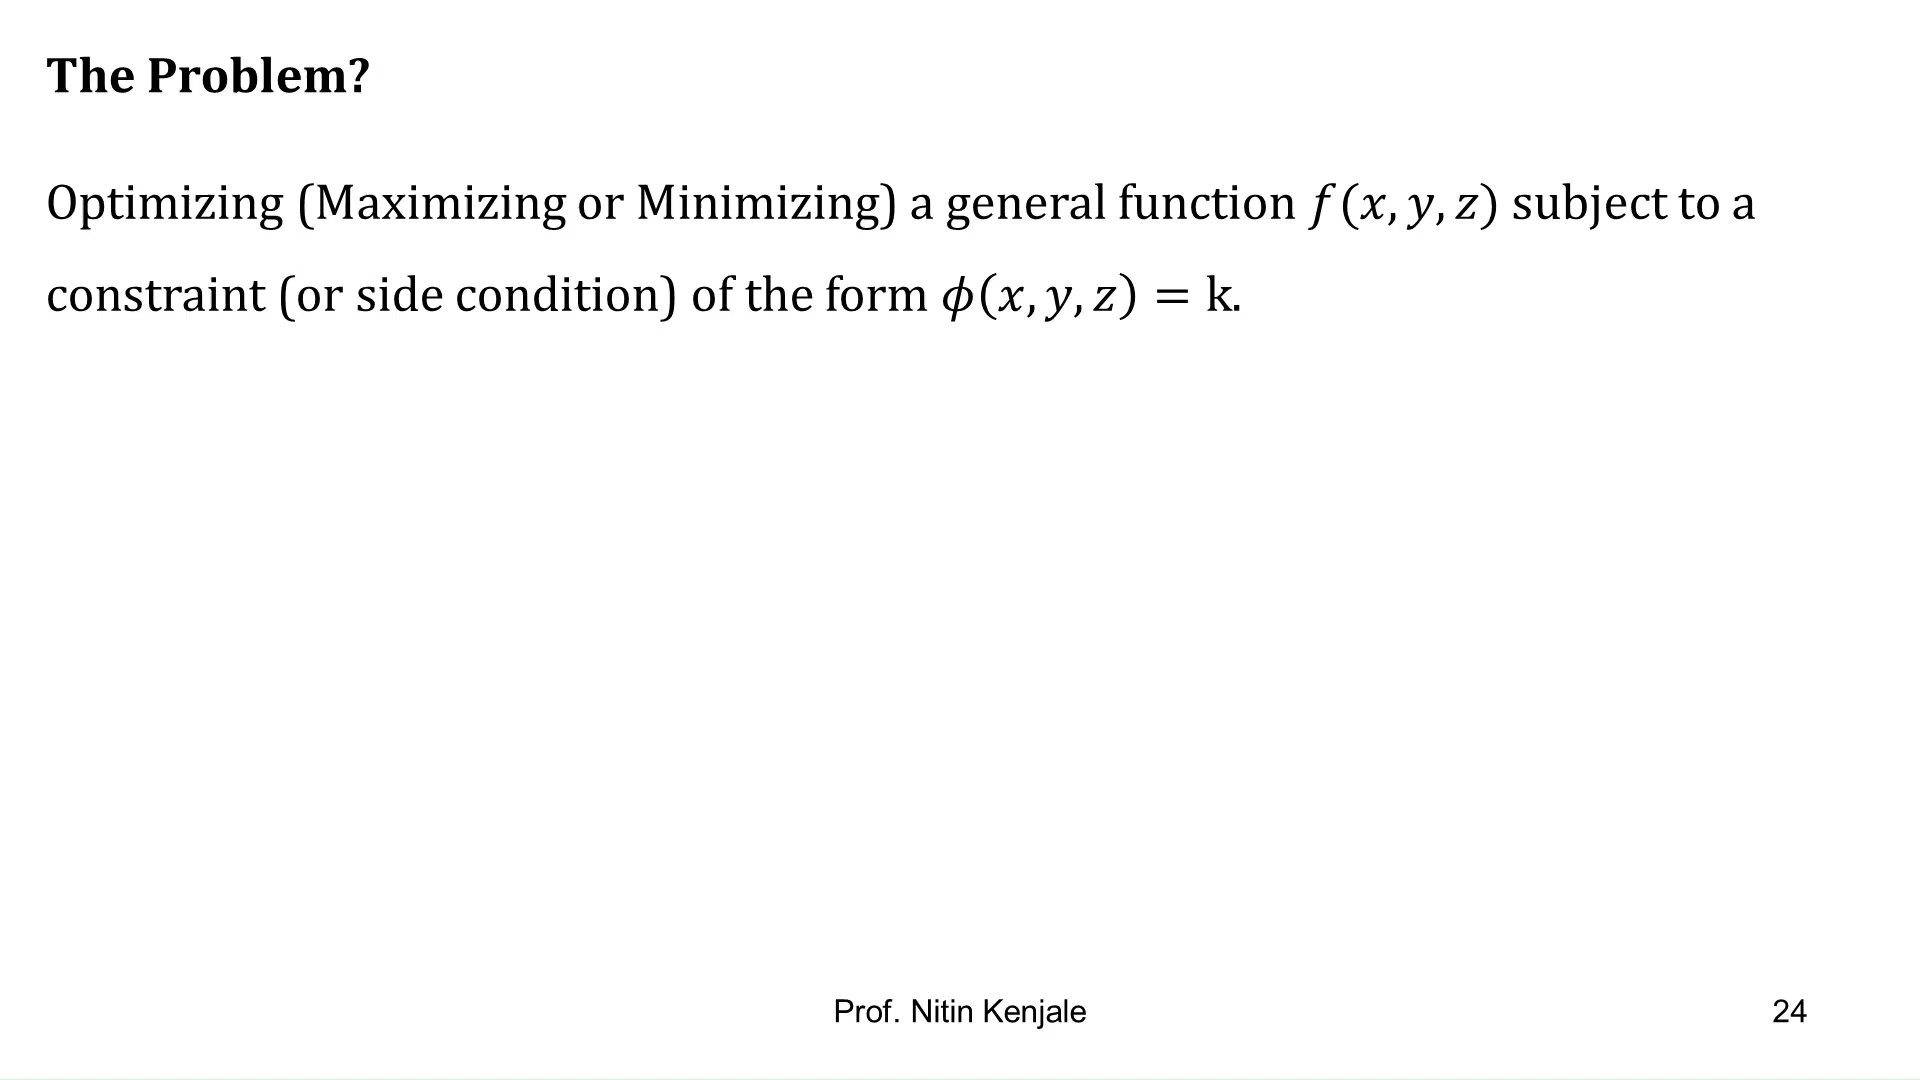 The Problem?
Optimizing (Maximizing or Minimizing) a general function 𝑓(𝑥, 𝑦, 𝑧) subject to a
constraint (or side condition) of the form 𝜙(𝑥, 𝑦, 𝑧) = k.
Prof. Nitin Kenjale
24